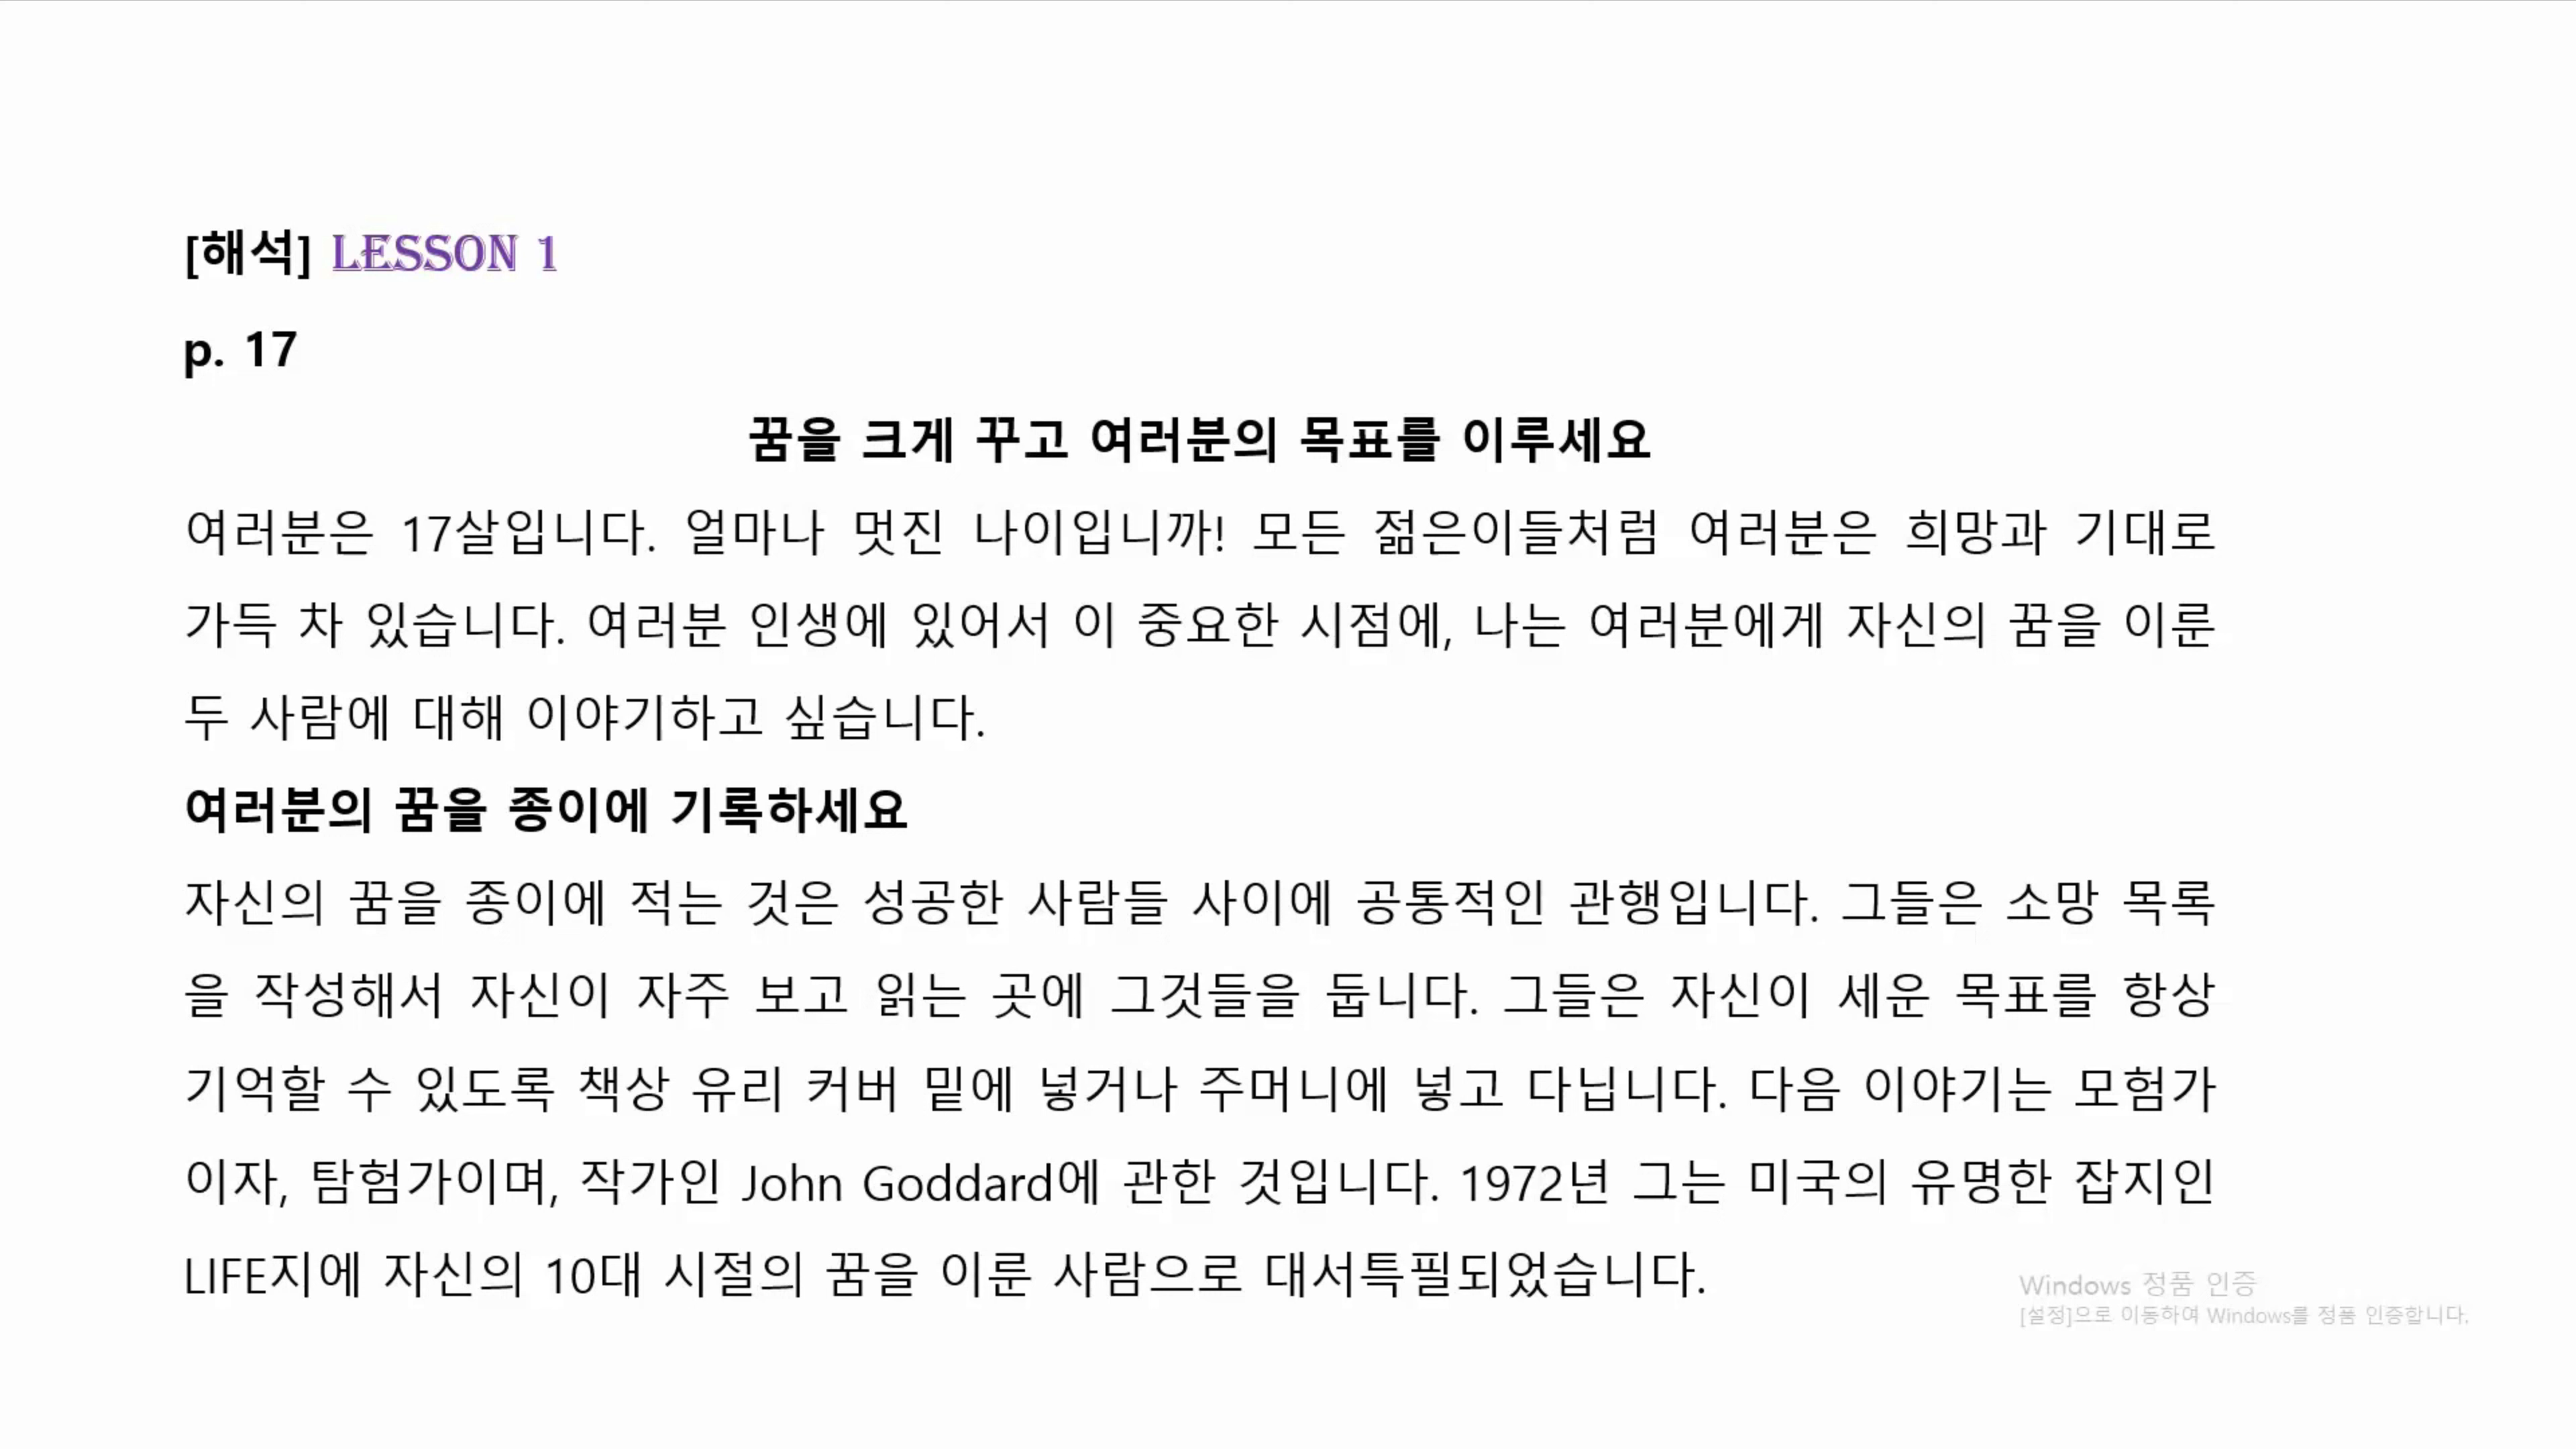 [해석] LESSON 1
p. 17
꿈을 크게 꾸고 여러분의 목표를 이루세요
여러분은 17살입니다. 얼마나 멋진 나이입니까! 모든 젊은이들처럼 여러분은 희망과 기대로
가득 차 있습니다. 여러분 인생에 있어서 이 중요한 시점에, 나는 여러분에게 자신의 꿈을 이룬
두 사람에 대해 이야기하고 싶습니다.
여러분의 꿈을 종이에 기록하세요
자신의 꿈을 종이에 적는 것은 성공한 사람들 사이에 공통적인 관행입니다. 그들은 소망 목록
을 작성해서 자신이 자주 보고 읽는 곳에 그것들을 둡니다. 그들은 자신이 세운 목표를 항상
기억할 수 있도록 책상 유리 커버 밑에 넣거나 주머니에 넣고 다닙니다. 다음 이야기는 모험가
이자, 탐험가이며, 작가인 John Goddard에 관한 것입니다. 1972년 그는 미국의 유명한 잡지인
LIFE지에 자신의 10대 시절의 꿈을 이룬 사람으로 대서특필되었습니다.
Windows 정품 인증
[설정]으로 이동하여 Windows를 정품 인증합니다.